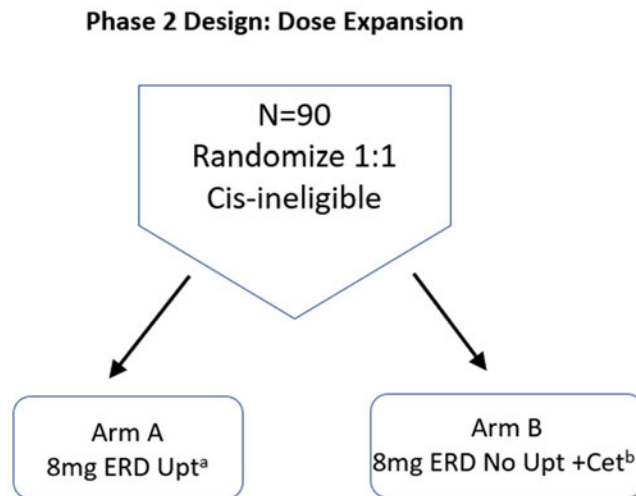 Phase 2 Design: Dose Expansion
N=90
Randomize 1:1
Cis-ineligible
Arm A
8mg ERD Uptᵃ
Arm B
8mg ERD No Upt +Cetᵇ